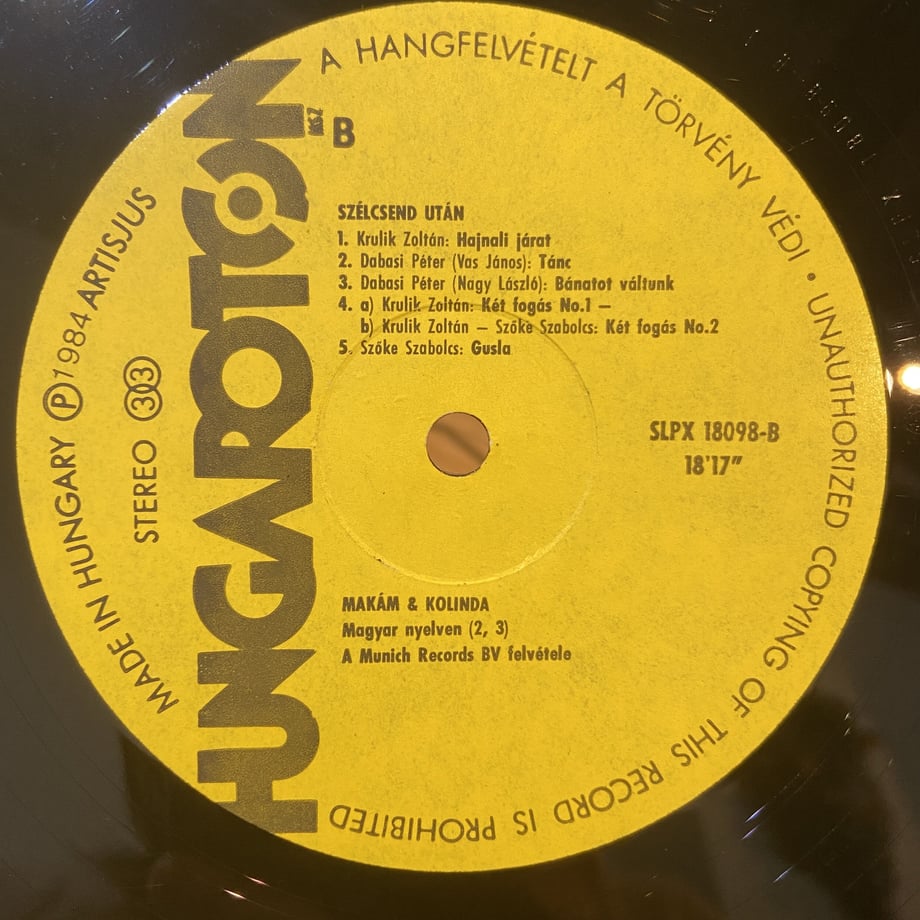 A HANGFELVÉTELT A TÖRVÉNY VÉDI • UNAUTHORIZED COPYING OF THIS RECORD IS PROHIBITED
MADE IN HUNGARY Ⓟ 1984 ARTISJUS
STEREO 303
HUNGAROTON
MSZ
B
SZÉLCSEND UTÁN
1. Krulik Zoltán: Hajnali járat
2. Dabasi Péter (Vas János): Tánc
3. Dabasi Péter (Nagy László): Bánatot váltunk
4. a) Krulik Zoltán: Két fogás No.1 –
b) Krulik Zoltán – Szőke Szabolcs: Két fogás No.2
5. Szőke Szabolcs: Gusla
SLPX 18098-B
18'17"
MAKÁM & KOLINDA
Magyar nyelven (2, 3)
A Munich Records BV felvétele